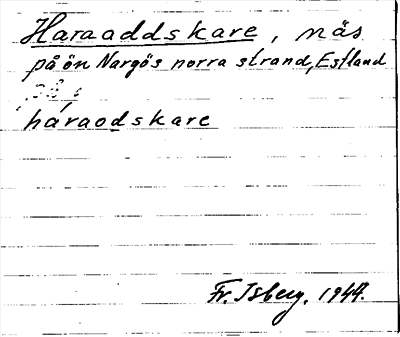 Haraaddskare, näs
på ön Nargös norra strand, Estland
háraodskare
Fr. Isberg, 1944.